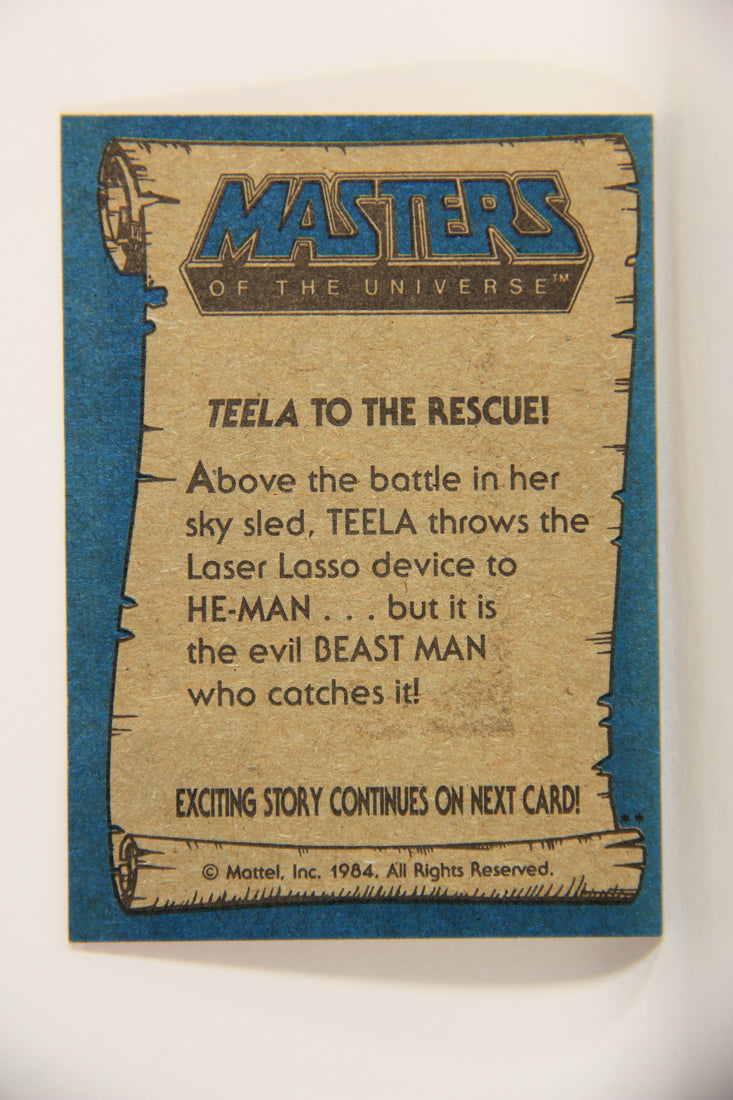 MASTERS
OF THE UNIVERSE™
TEELA TO THE RESCUE!
Above the battle in her
sky sled, TEELA throws the
Laser Lasso device to
HE-MAN . . . but it is
the evil BEAST MAN
who catches it!
EXCITING STORY CONTINUES ON NEXT CARD!
**
© Mattel, Inc. 1984. All Rights Reserved.